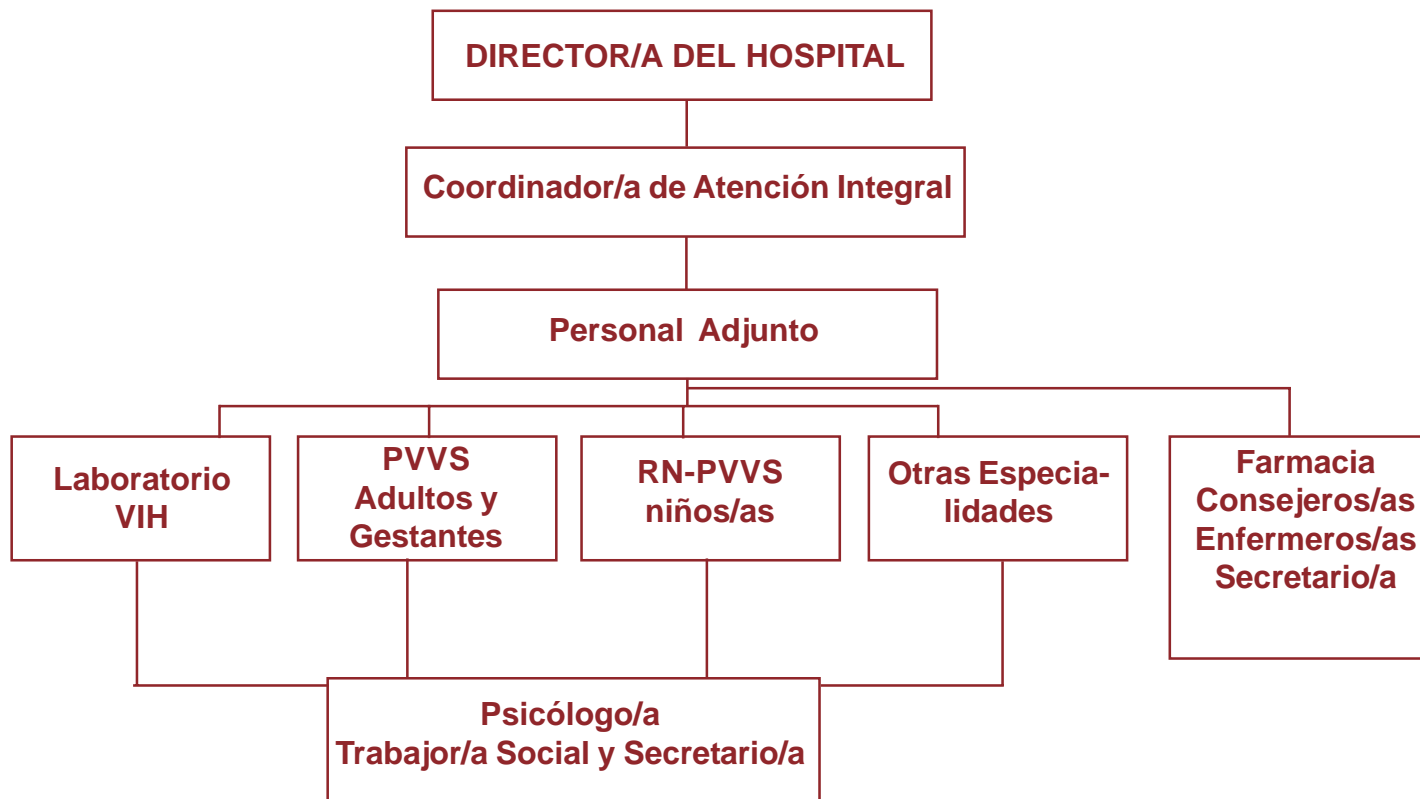 DIRECTOR/A DEL HOSPITAL
Coordinador/a de Atención Integral
Personal Adjunto
Laboratorio
VIH
PVVS
Adultos y
Gestantes
RN-PVVS
niños/as
Otras Especia-
lidades
Farmacia
Consejeros/as
Enfermeros/as
Secretario/a
Psicólogo/a
Trabajor/a Social y Secretario/a